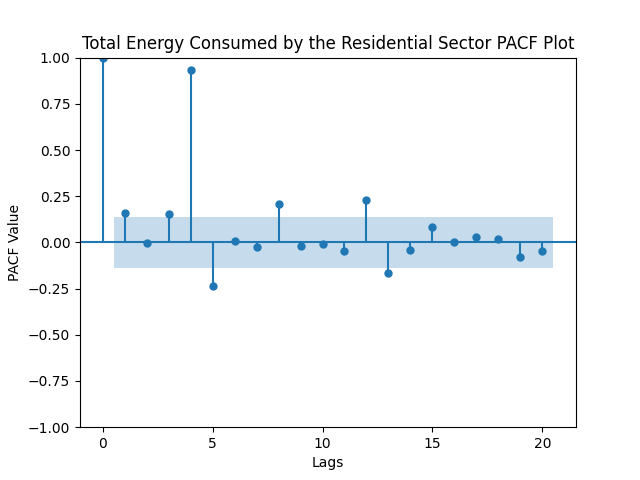 Total Energy Consumed by the Residential Sector PACF Plot
1.00
0.75
0.50
0.25
0.00
−0.25
−0.50
−0.75
−1.00
PACF Value
0 5 10 15 20
Lags